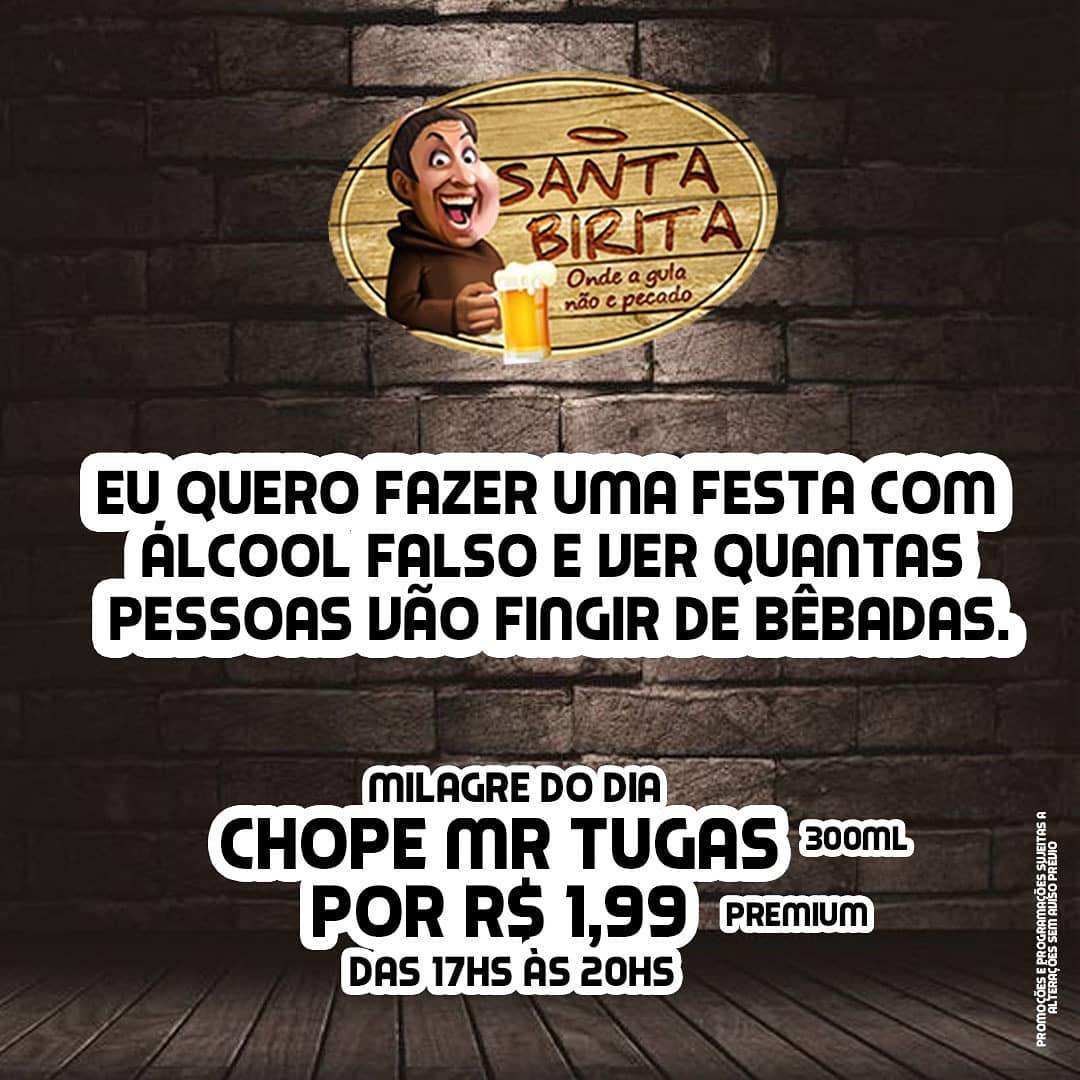 SANTA
BIRITA
Onde a gula
não e pecado
EU QUERO FAZER UMA FESTA COM
ÁLCOOL FALSO E VER QUANTAS
PESSOAS VÃO FINGIR DE BÊBADAS.
MILAGRE DO DIA
CHOPE MR TUGAS 300ML
POR R$ 1,99 PREMIUM
DAS 17HS ÀS 20HS
PROMOÇÕES E PROGRAMAÇÕES SUJEITAS A
ALTERAÇÕES SEM AVISO PRÉVIO